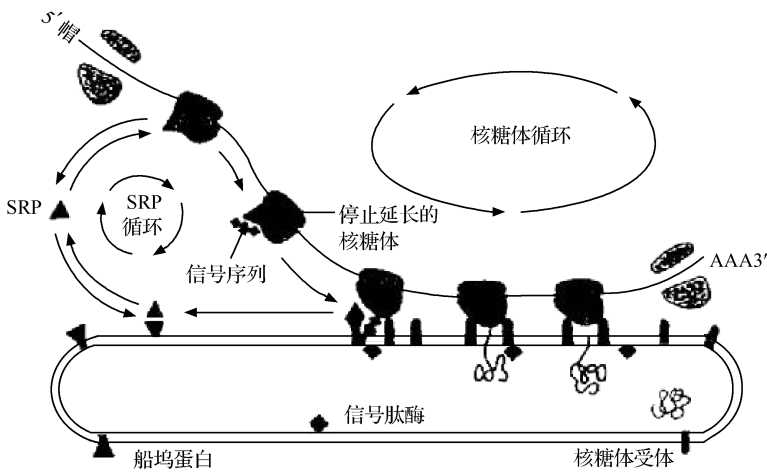 5′帽
核糖体循环
SRP
SRP
循环
停止延长的
核糖体
信号序列
AAA3′
信号肽酶
船坞蛋白
核糖体受体